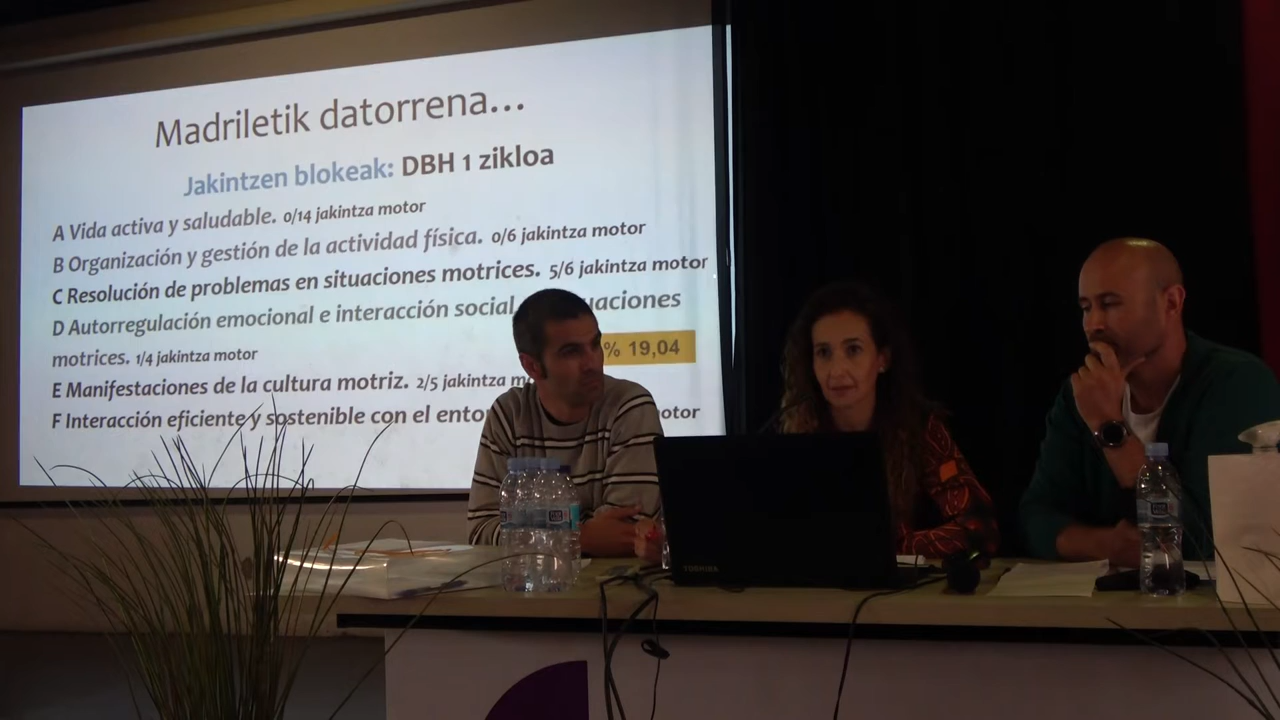 Madriletik datorrena...
Jakintzen blokeak: DBH 1 zikloa
A Vida activa y saludable. 0/14 jakintza motor
B Organización y gestión de la actividad física. 0/6 jakintza motor
C Resolución de problemas en situaciones motrices. 5/6 jakintza motor
D Autorregulación emocional e interacción social
motrices. 1/4 jakintza motor
% 19,04
E Manifestaciones de la cultura motriz. 2/5 jakintza
F Interacción eficiente y sostenible con el
TOSHIBA